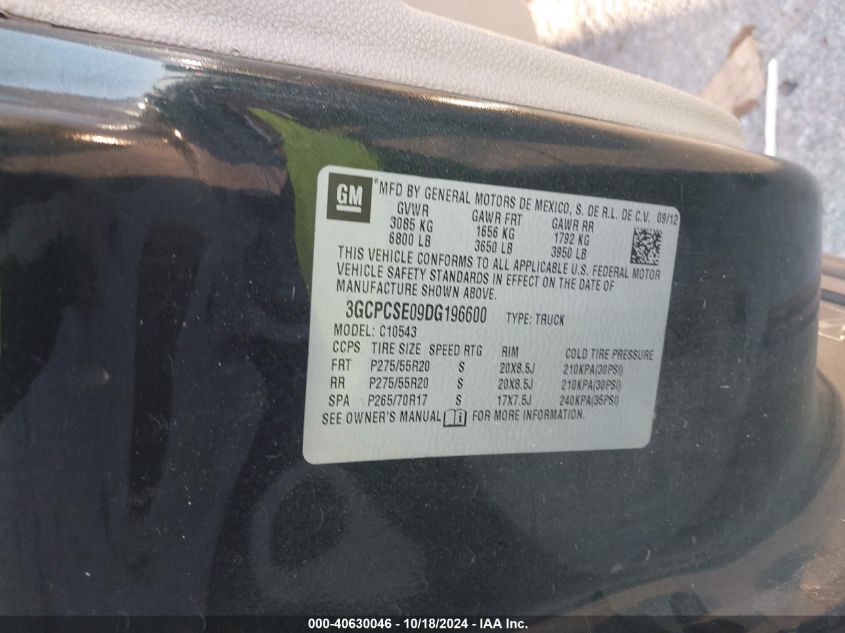 GM
®MFD BY GENERAL MOTORS DE MEXICO, S. DE R.L. DE C.V. 09/12
GVWR GAWR FRT GAWR RR
3085 KG 1656 KG 1792 KG
6800 LB 3650 LB 3950 LB
THIS VEHICLE CONFORMS TO ALL APPLICABLE U.S. FEDERAL MOTOR
VEHICLE SAFETY STANDARDS IN EFFECT ON THE DATE OF
MANUFACTURE SHOWN ABOVE.
3GCPCSE09DG196600 TYPE: TRUCK
MODEL: C10543
CCPS TIRE SIZE SPEED RTG RIM COLD TIRE PRESSURE
FRT P275/55R20 S 20X8.5J 210KPA(30PSI)
RR P275/55R20 S 20X8.5J 210KPA(30PSI)
SPA P265/70R17 S 17X7.5J 240KPA(35PSI)
SEE OWNER'S MANUAL FOR MORE INFORMATION.
000-40630046 - 10/18/2024 - IAA Inc.